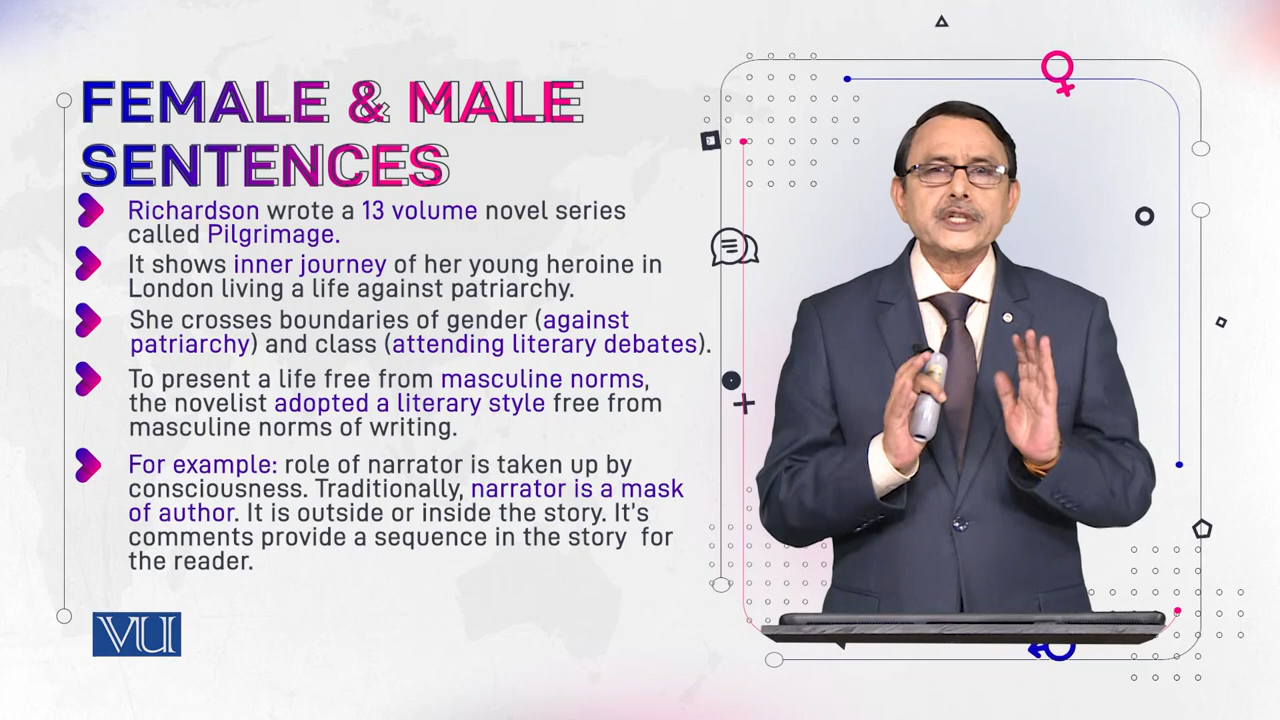 FEMALE & MALE
SENTENCES
Richardson wrote a 13 volume novel series
called Pilgrimage.
It shows inner journey of her young heroine in
London living a life against patriarchy.
She crosses boundaries of gender (against
patriarchy) and class (attending literary debates).
To present a life free from masculine norms,
the novelist adopted a literary style free from
masculine norms of writing.
For example: role of narrator is taken up by
consciousness. Traditionally, narrator is a mask
of author. It is outside or inside the story. It's
comments provide a sequence in the story for
the reader.
VU